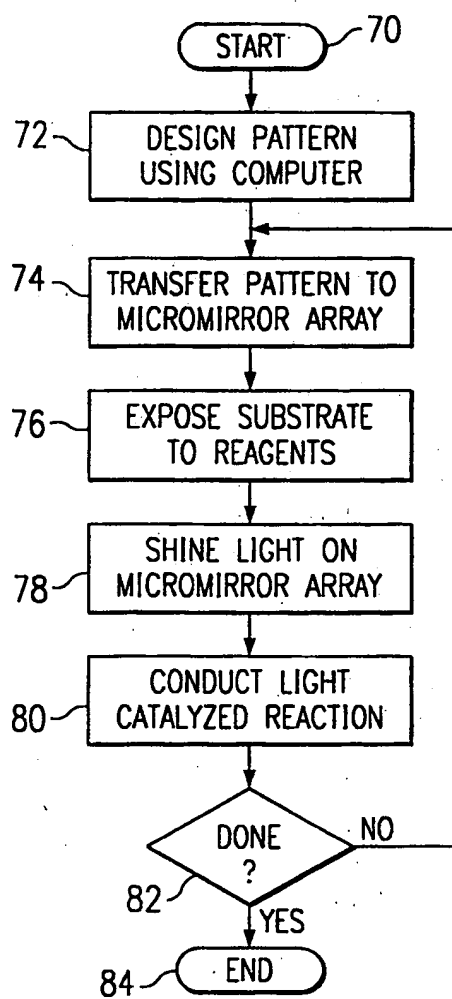 START
70
72
DESIGN PATTERN
USING COMPUTER
74
TRANSFER PATTERN TO
MICROMIRROR ARRAY
76
EXPOSE SUBSTRATE
TO REAGENTS
78
SHINE LIGHT ON
MICROMIRROR ARRAY
80
CONDUCT LIGHT
CATALYZED REACTION
DONE
?
NO
82
YES
84
END